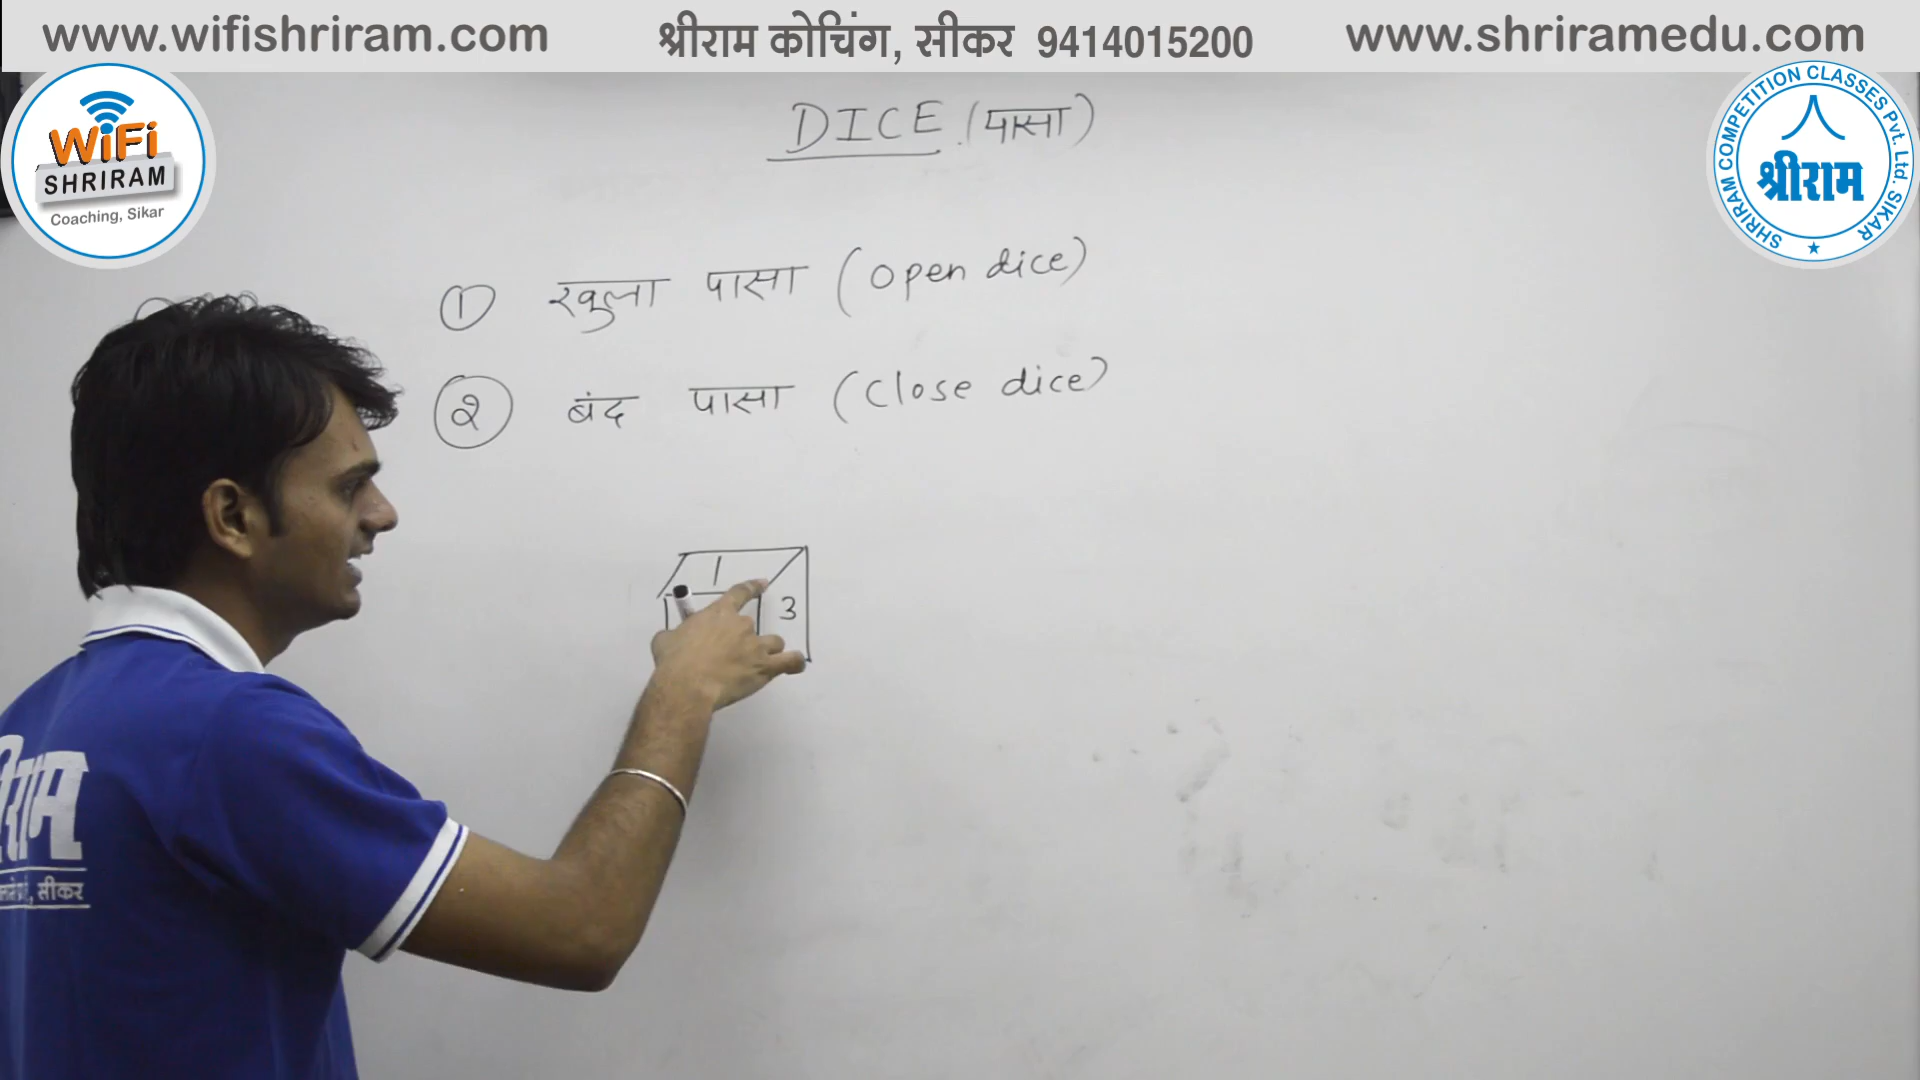 www.wifishriram.com
श्रीराम कोचिंग, सीकर 9414015200
www.shriramedu.com
WiFi
SHRIRAM
Coaching, Sikar
SHRIRAM COMPETITION CLASSES Pvt. Ltd. SIKAR
श्रीराम
DICE (पासा)
① खुला पासा (open dice)
② बंद पासा (close dice)
1
3
सीकर